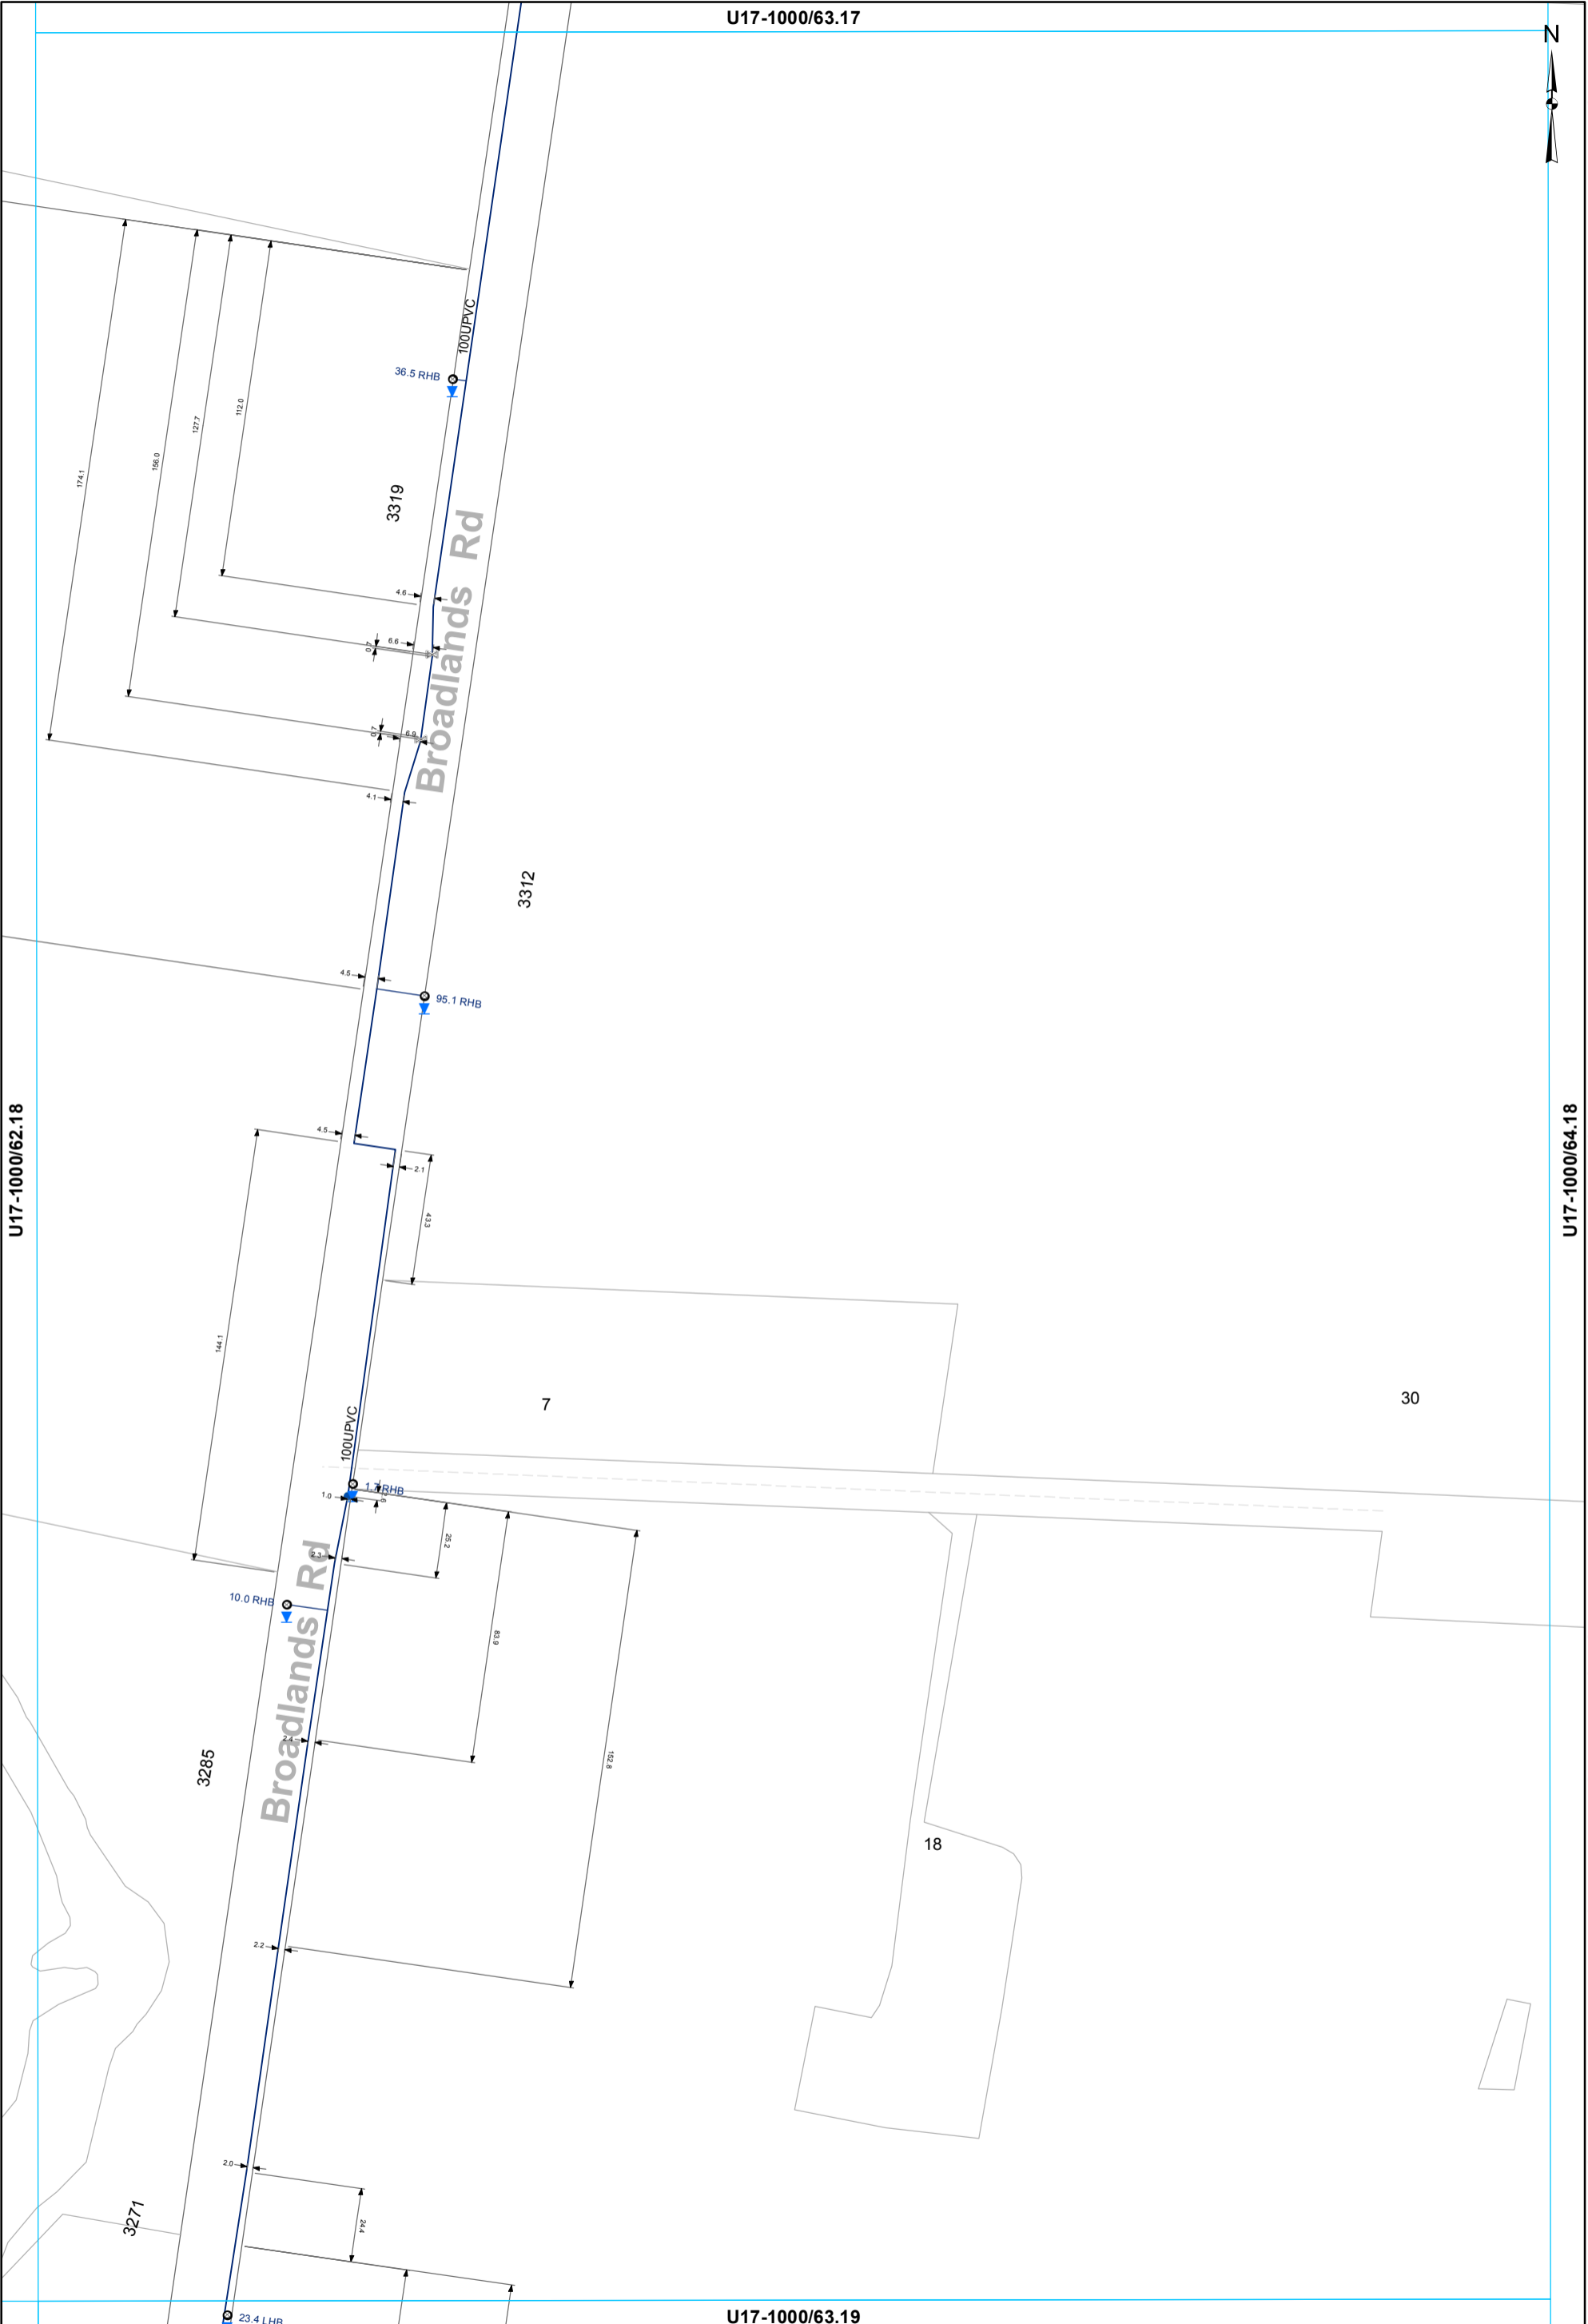 U17-1000/63.17
N
100UPVC
36.5 RHB
112.0
127.7
156.0
174.1
3319
Broadlands Rd
4.6
6.6
6.9
0.7
4.1
3312
4.5
95.1 RHB
U17-1000/62.18
U17-1000/64.18
4.5
2.1
43.3
144.1
7
30
100UPVC
1.7 RHB
1.0
25.2
2.3
10.0 RHB
83.9
Broadlands Rd
2.4
152.8
3285
18
2.2
2.0
3271
24.4
23.4 LHB
U17-1000/63.19